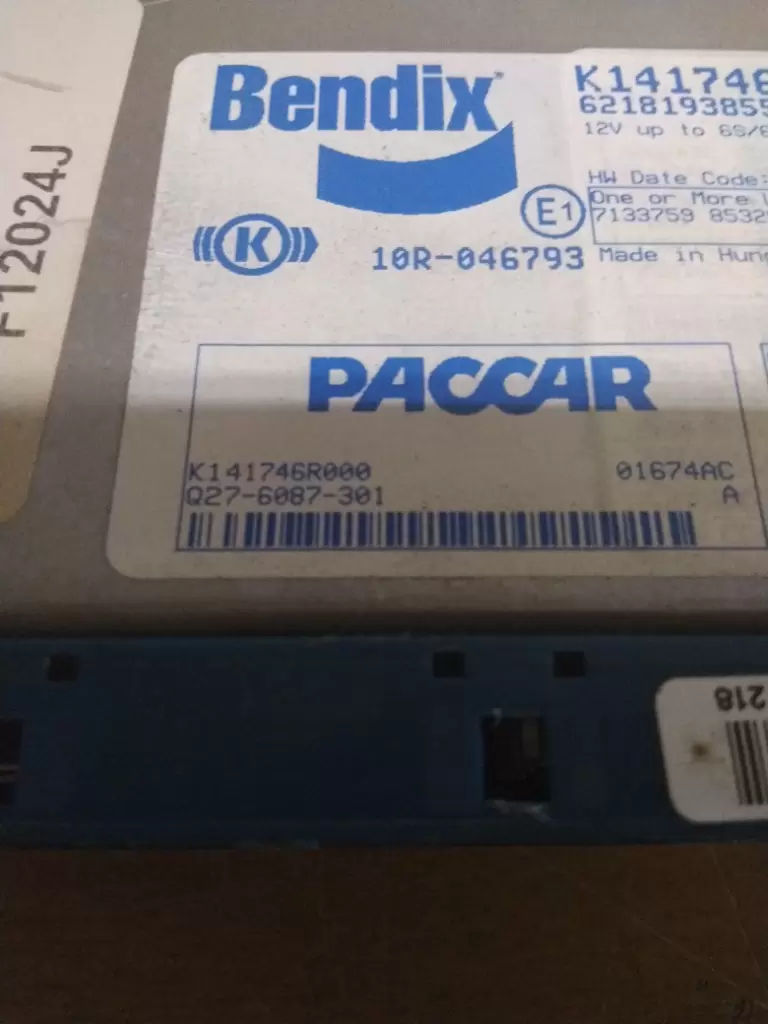 F12024J
Bendix
K141746
621819385
12V up to 6S/6
HW Date Code:
One or More
7133759 8532
E1
K
10R-046793
Made in Hun
PACCAR
K141746R000
01674AC
Q27-6087-301
A
218